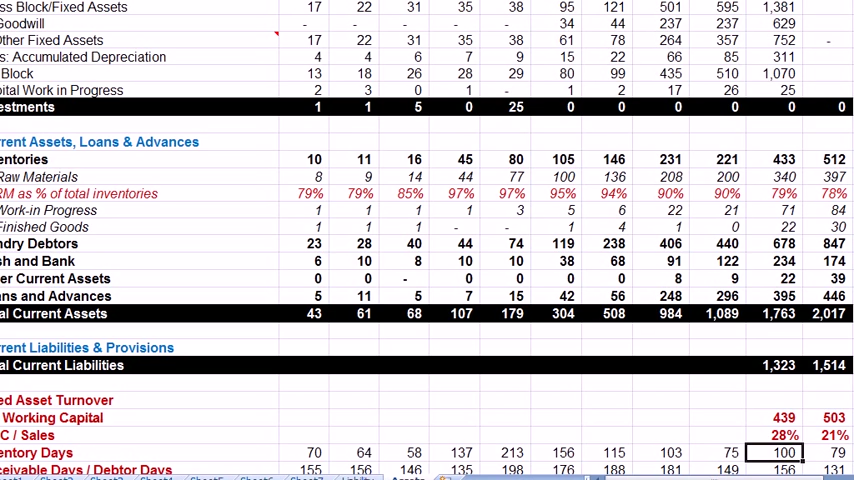 ss Block/Fixed Assets 17 22 31 35 38 95 121 501 595 1,381
Goodwill - - - - - 34 44 237 237 629
Other Fixed Assets 17 22 31 35 38 61 78 264 357 752 -
s: Accumulated Depreciation 4 4 6 7 9 15 22 66 85 311
Block 13 18 26 28 29 80 99 435 510 1,070
pital Work in Progress 2 3 0 1 - 1 2 17 26 25
estments 1 1 5 0 25 0 0 0 0 0 0
rrent Assets, Loans & Advances
entories 10 11 16 45 80 105 146 231 221 433 512
Raw Materials 8 9 14 44 77 100 136 208 200 340 397
RM as % of total inventories 79% 79% 85% 97% 97% 95% 94% 90% 90% 79% 78%
Work-in Progress 1 1 1 1 3 5 6 22 21 71 84
Finished Goods 1 1 1 - - 1 4 1 0 22 30
ndry Debtors 23 28 40 44 74 119 238 406 440 678 847
sh and Bank 6 10 8 10 10 38 68 91 122 234 174
er Current Assets 0 0 - 0 0 0 0 8 9 22 39
ans and Advances 5 11 5 7 15 42 56 248 296 395 446
al Current Assets 43 61 68 107 179 304 508 984 1,089 1,763 2,017
rrent Liabilities & Provisions
al Current Liabilities 1,323 1,514
ed Asset Turnover
Working Capital 439 503
C / Sales 28% 21%
entory Days 70 64 58 137 213 156 115 103 75 100 79
ceivable Days / Debtor Days 155 156 146 135 198 176 188 181 149 156 131